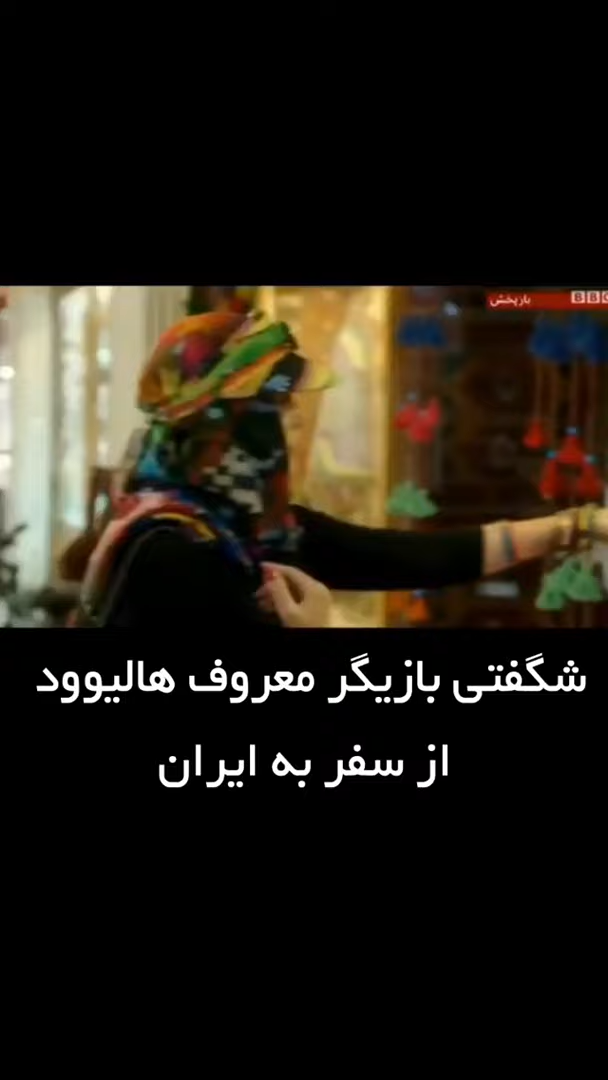 بازپخش BBC
شگفتی بازیگر معروف هالیوود
از سفر به ایران